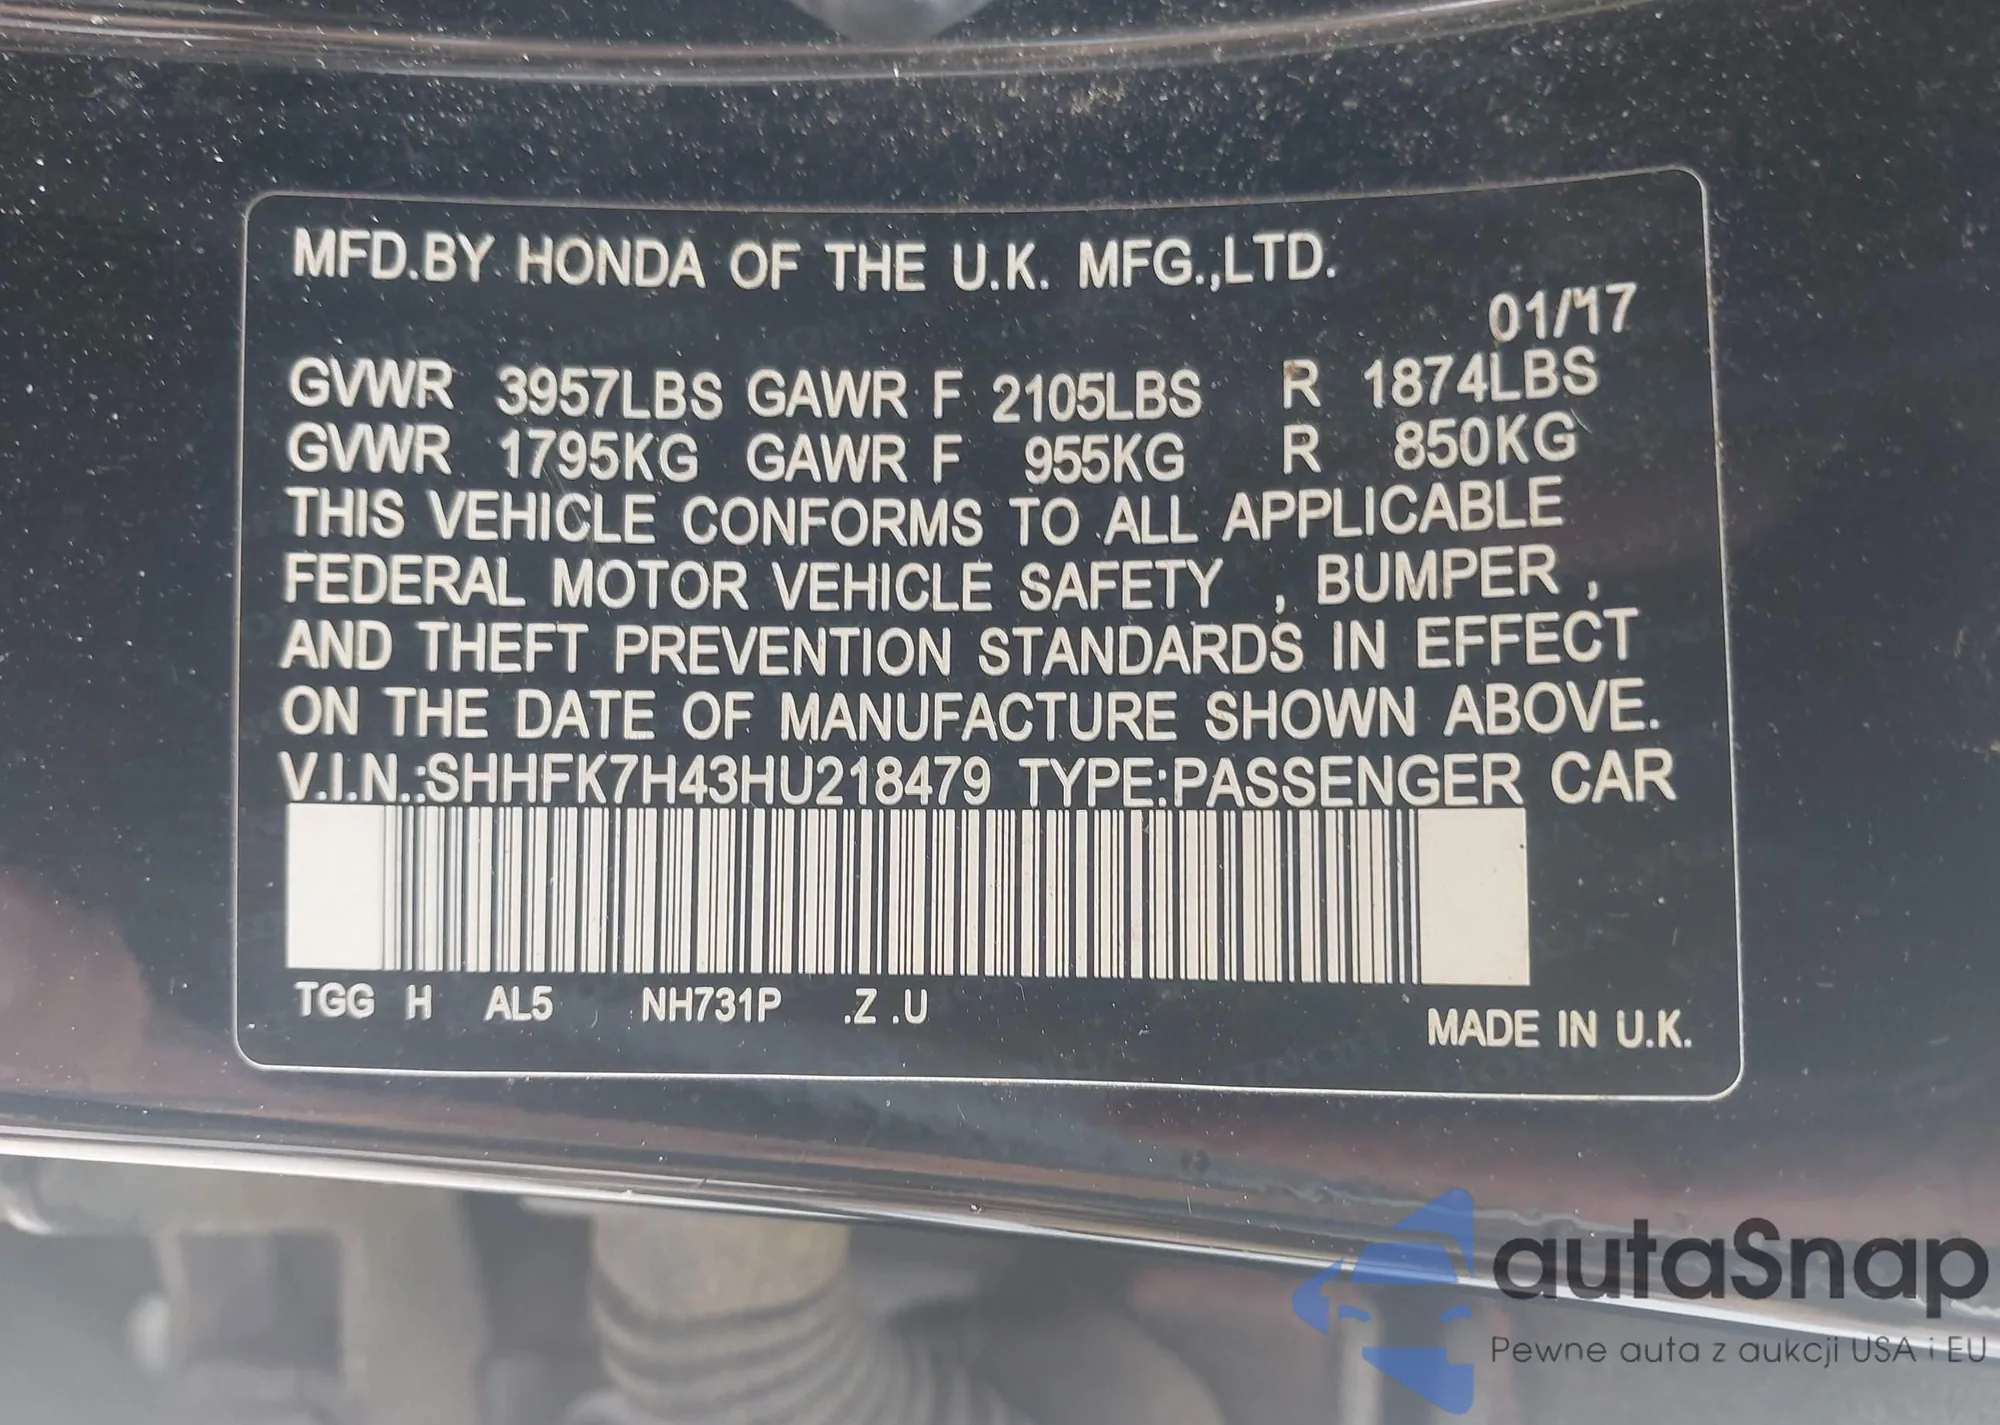 MFD.BY HONDA OF THE U.K. MFG.,LTD.
01/17
GVWR 3957LBS GAWR F 2105LBS R 1874LBS
GVWR 1795KG GAWR F 955KG R 850KG
THIS VEHICLE CONFORMS TO ALL APPLICABLE
FEDERAL MOTOR VEHICLE SAFETY , BUMPER ,
AND THEFT PREVENTION STANDARDS IN EFFECT
ON THE DATE OF MANUFACTURE SHOWN ABOVE.
V.I.N.:SHHFK7H43HU218479 TYPE:PASSENGER CAR
TGG H AL5 NH731P .Z .U
MADE IN U.K.
autaSnap
Pewne auta z aukcji USA i EU